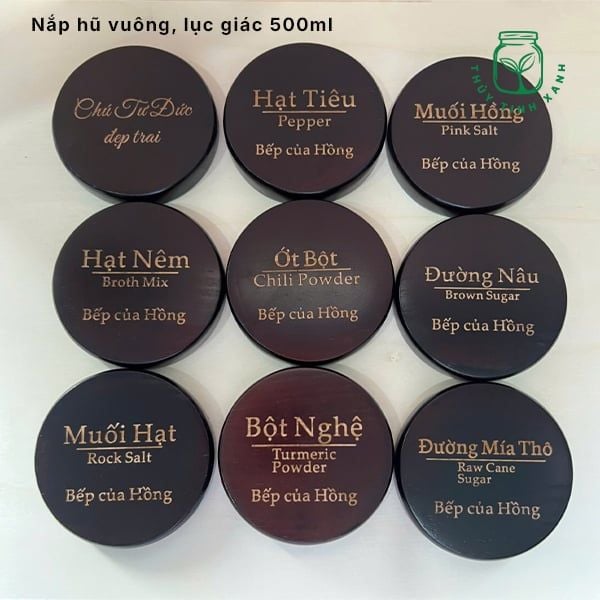 Nắp hũ vuông, lục giác 500ml
THỦY TINH XANH
Chú Tư Đức
đẹp trai
Hạt Tiêu
Pepper
Bếp của Hồng
Muối Hồng
Pink Salt
Bếp của Hồng
Hạt Nêm
Broth Mix
Bếp của Hồng
Ớt Bột
Chili Powder
Bếp của Hồng
Đường Nâu
Brown Sugar
Bếp của Hồng
Muối Hạt
Rock Salt
Bếp của Hồng
Bột Nghệ
Turmeric
Powder
Bếp của Hồng
Đường Mía Thô
Raw Cane
Sugar
Bếp của Hồng